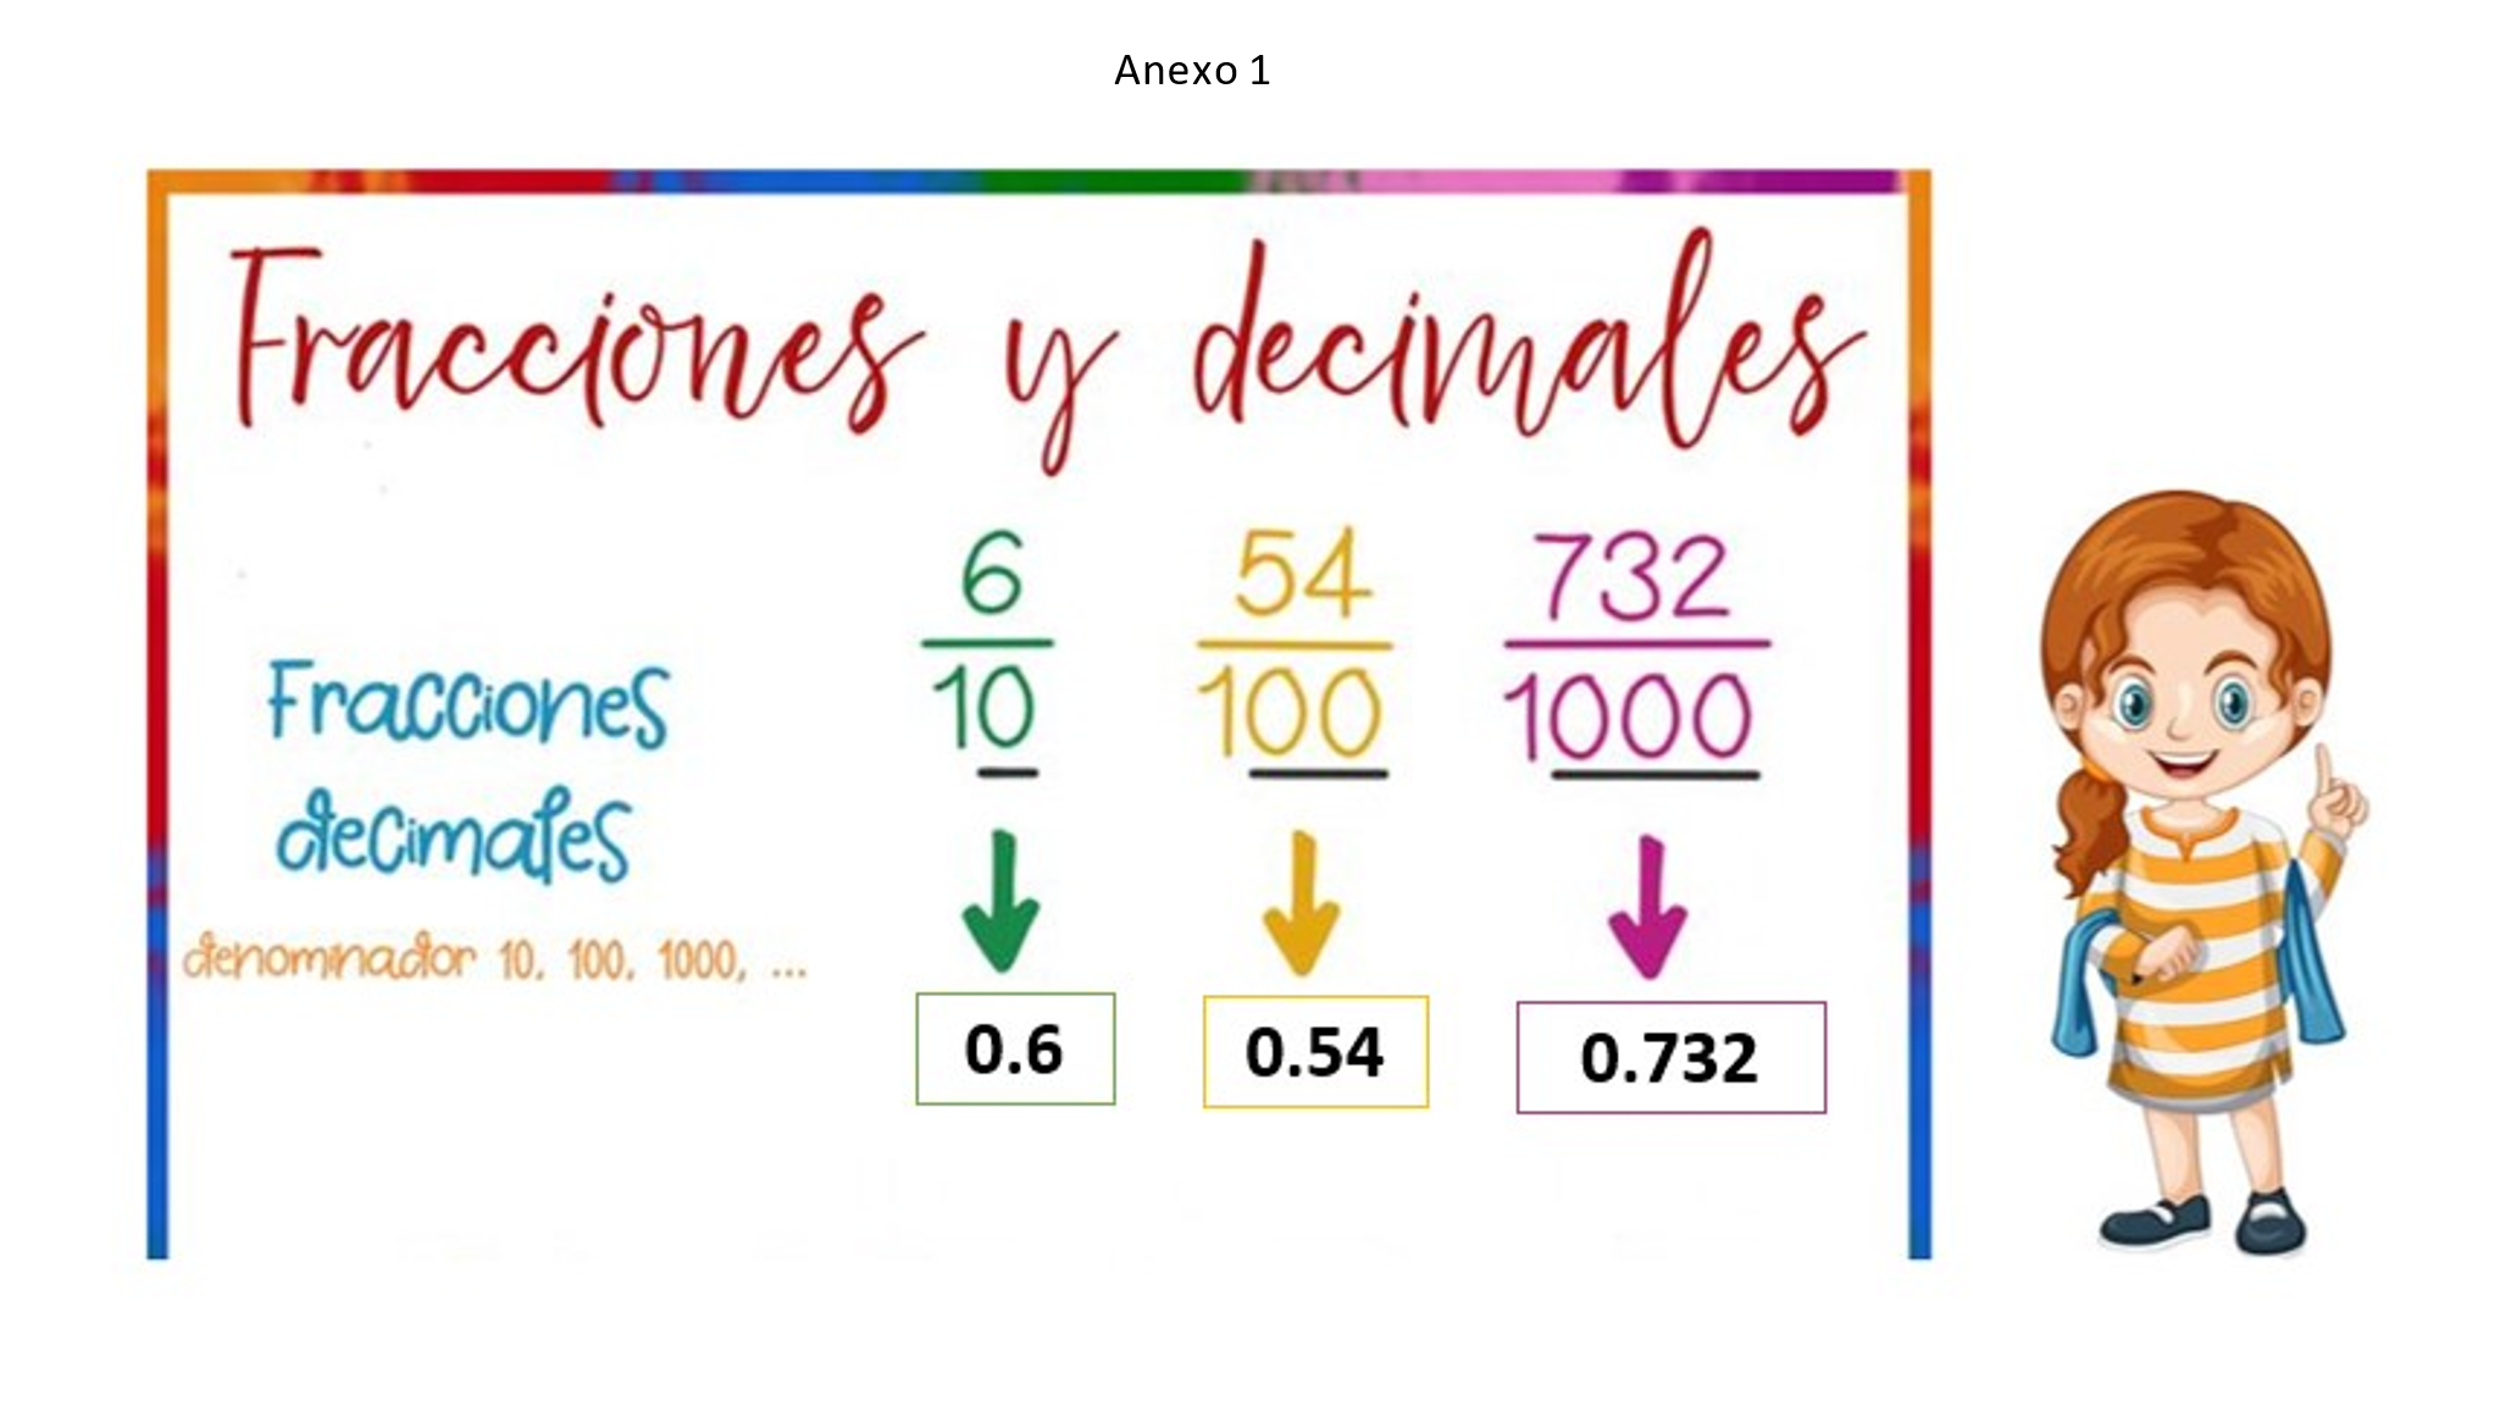 Anexo 1
Fracciones y decimales
6 54 732
10 100 1000
Fracciones
decimales
denominador 10, 100, 1000, ...
0.6 0.54 0.732